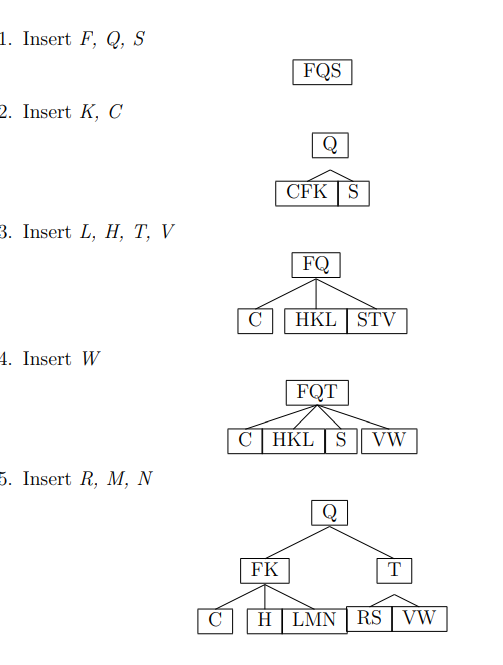 1. Insert F, Q, S
FQS
2. Insert K, C
Q
CFK S
3. Insert L, H, T, V
FQ
C HKL STV
4. Insert W
FQT
C HKL S VW
5. Insert R, M, N
Q
FK T
C H LMN RS VW